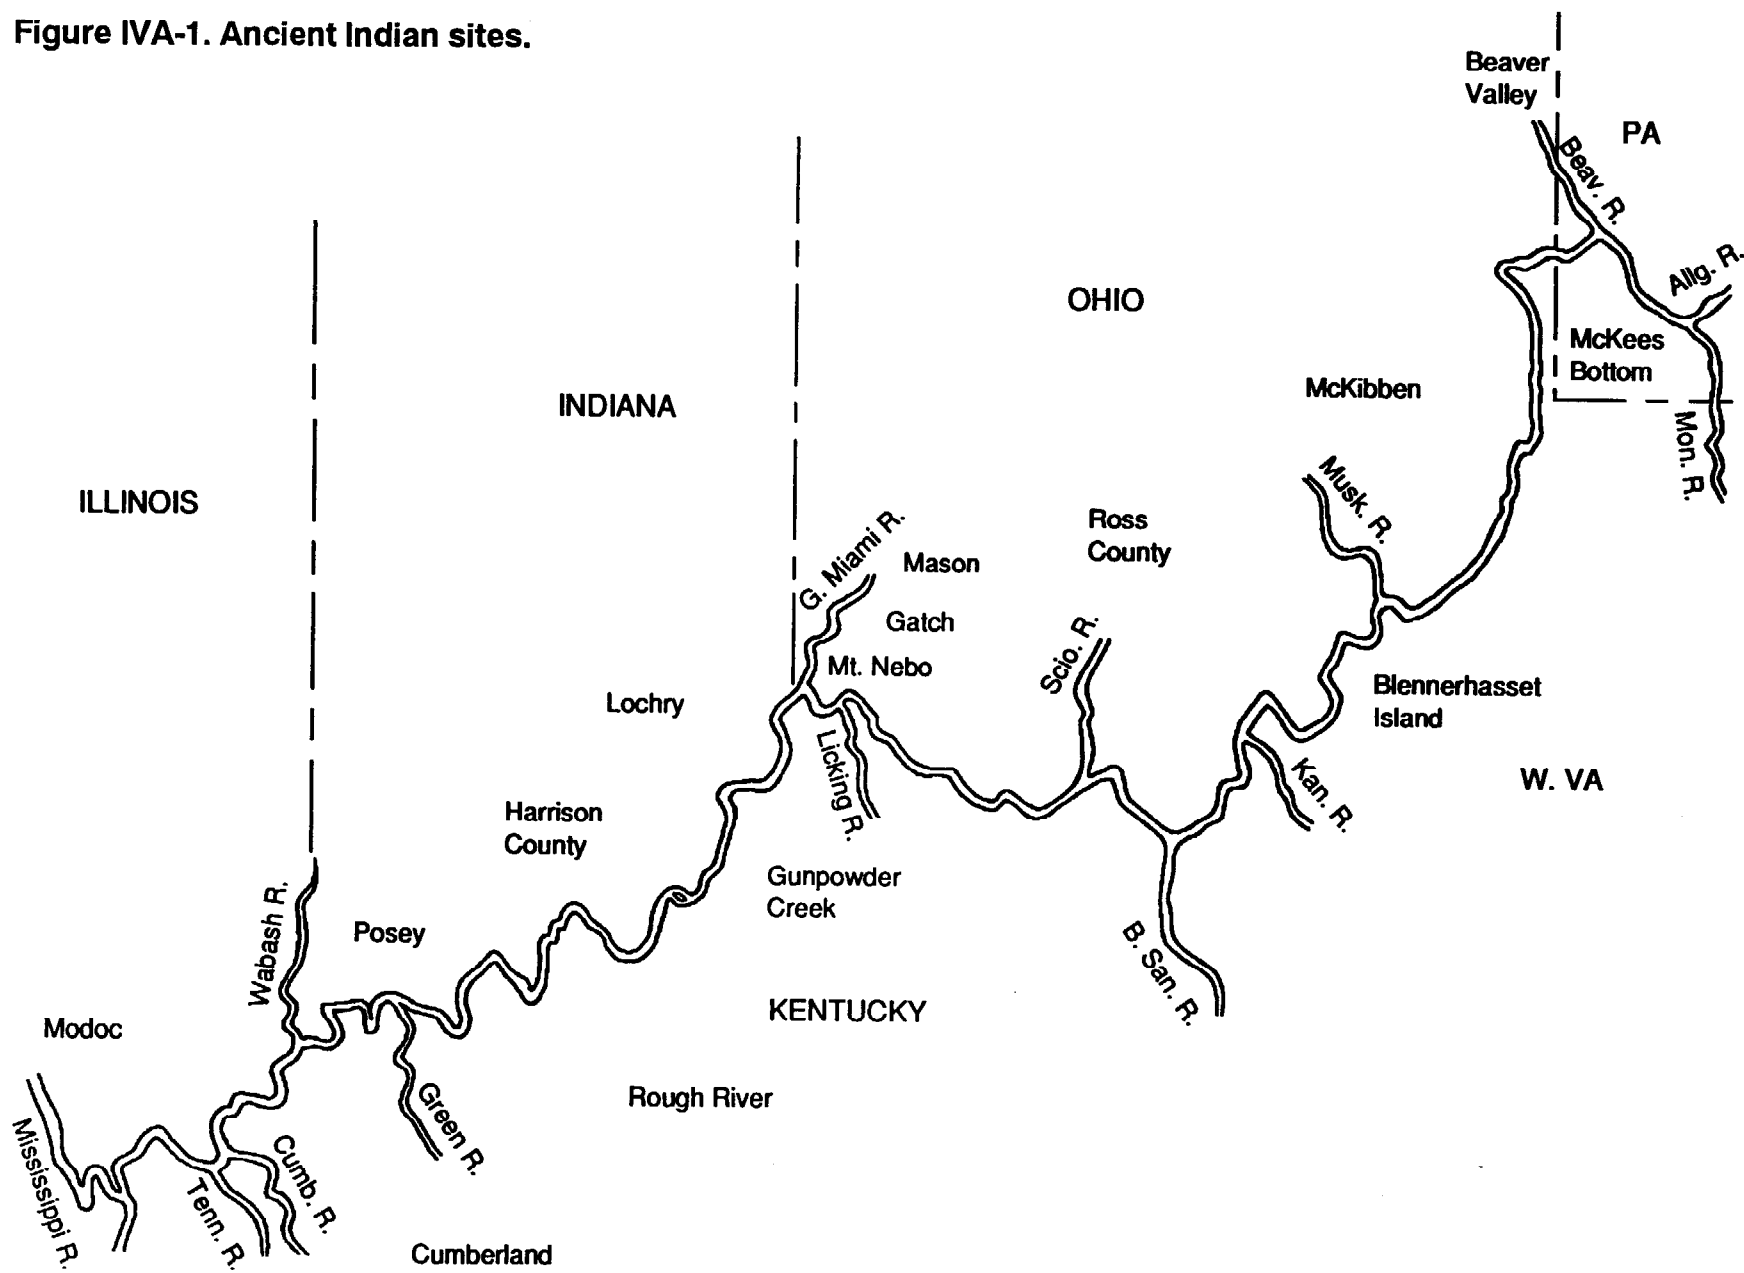 Figure IVA-1. Ancient Indian sites.
Beaver
Valley
PA
Beav. R.
Allg. R.
OHIO
McKees
Bottom
McKibben
INDIANA
Mon. R.
ILLINOIS
Musk. R.
Ross
County
G. Miami R.
Mason
Gatch
Scio. R.
Mt. Nebo
Lochry
Blennerhasset
Island
Licking R.
Kan. R.
W. VA
Harrison
County
Gunpowder
Creek
Wabash R.
Posey
B. San. R.
KENTUCKY
Modoc
Rough River
Green R.
Mississippi R.
Cumb. R.
Tenn. R.
Cumberland